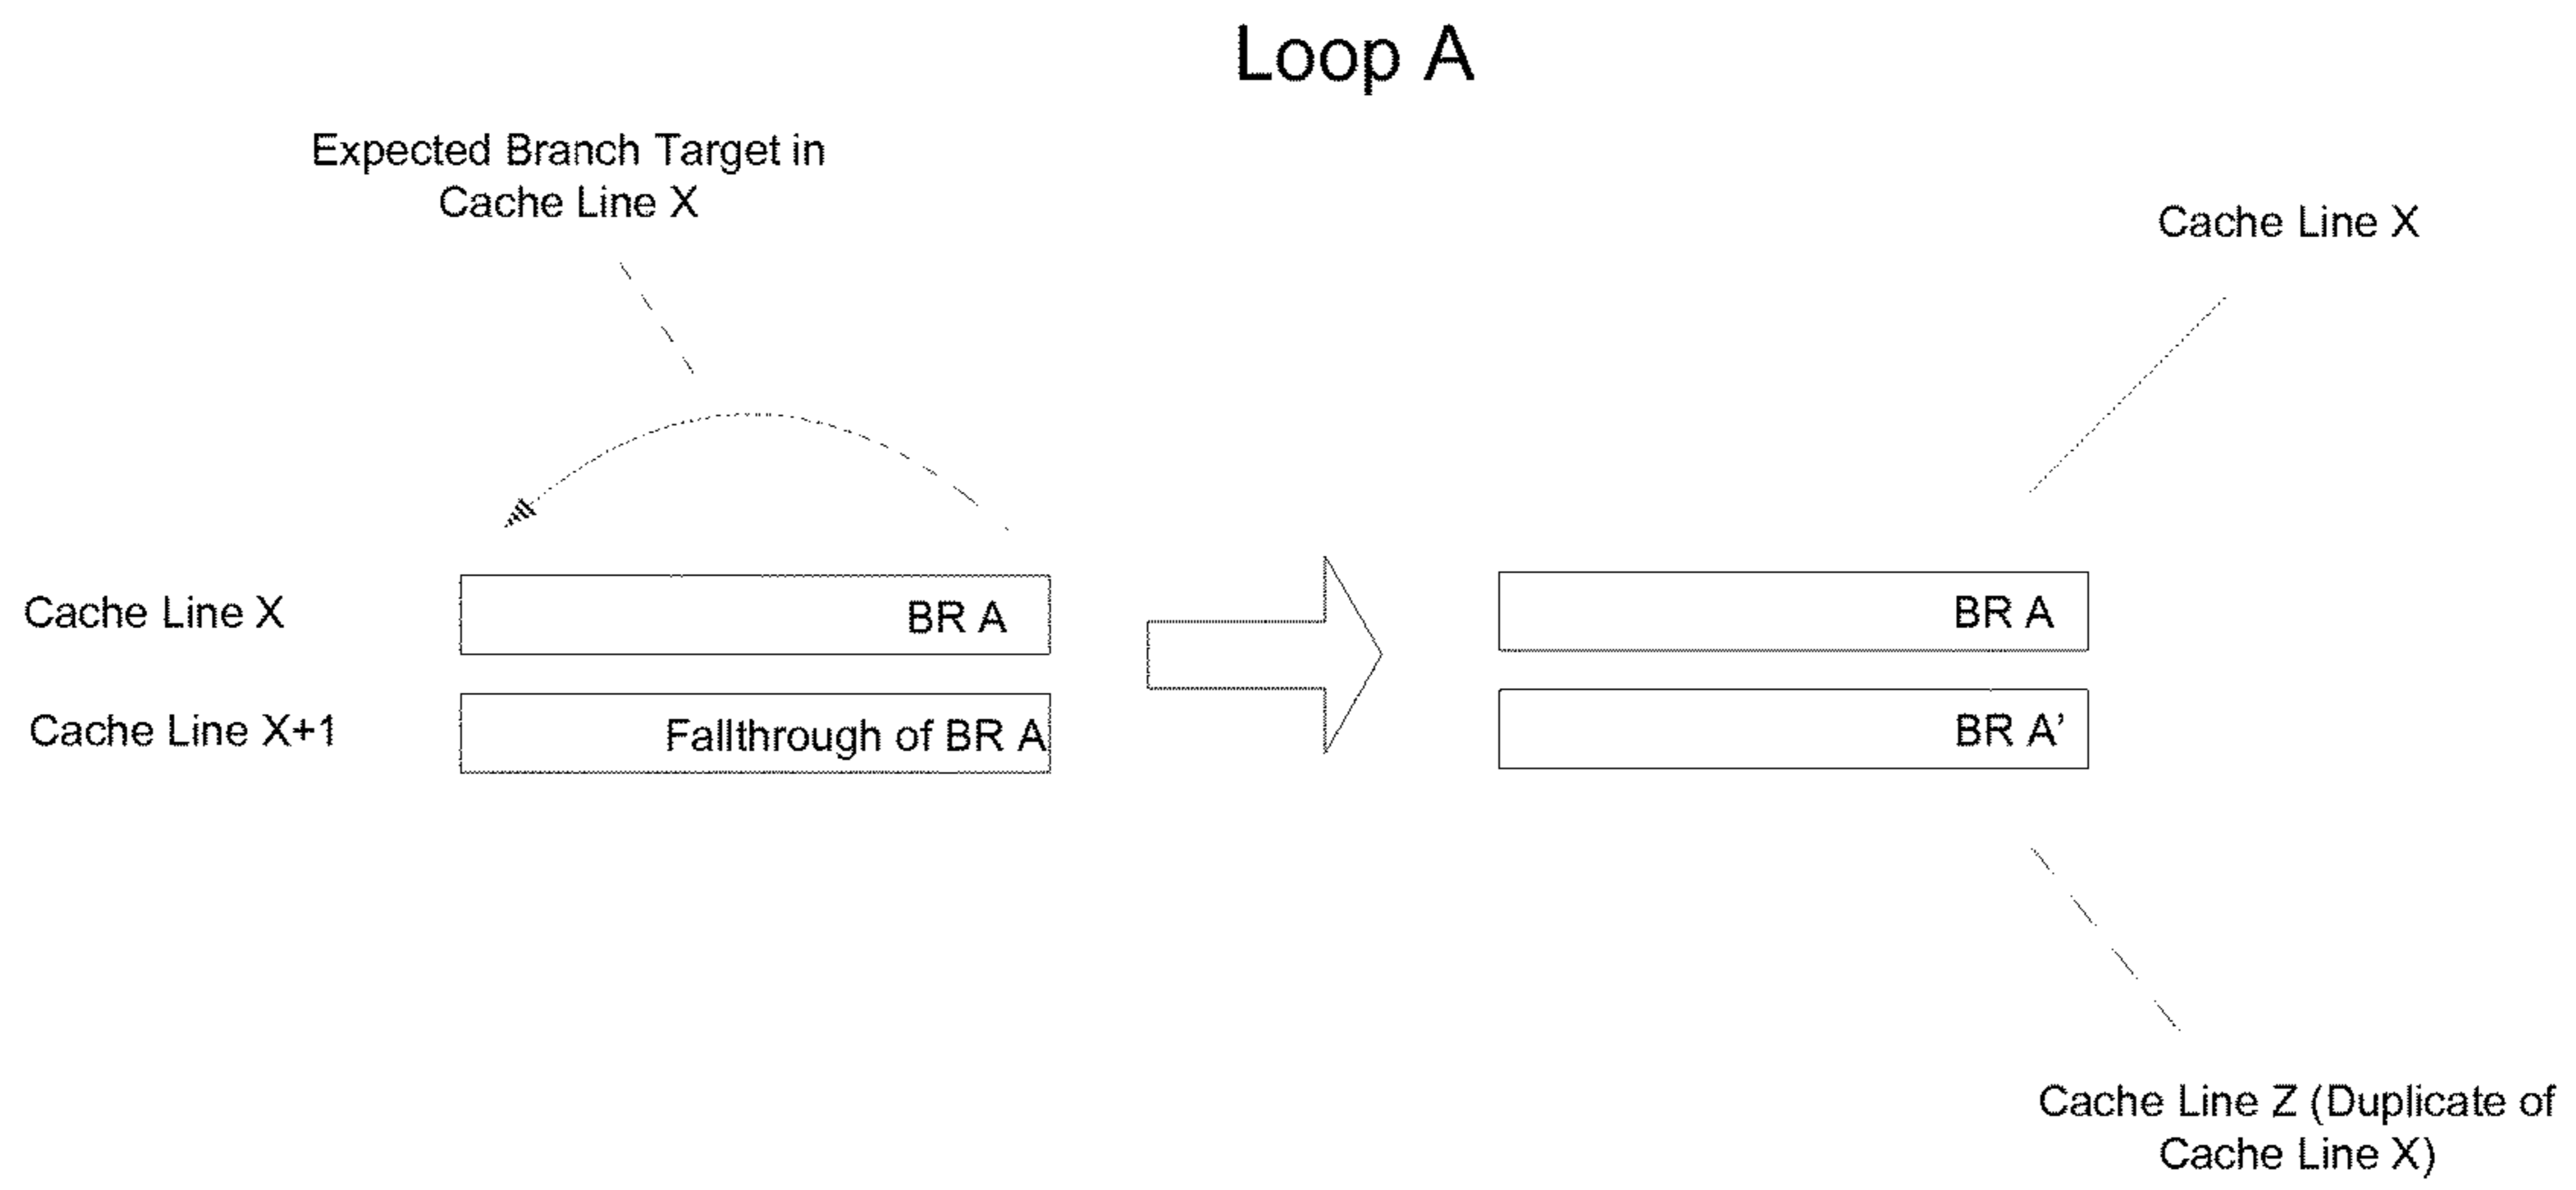 Loop A
Expected Branch Target in
Cache Line X
Cache Line X
Cache Line X
BR A
BR A
Cache Line X+1
Fallthrough of BR A
BR A’
Cache Line Z (Duplicate of
Cache Line X)